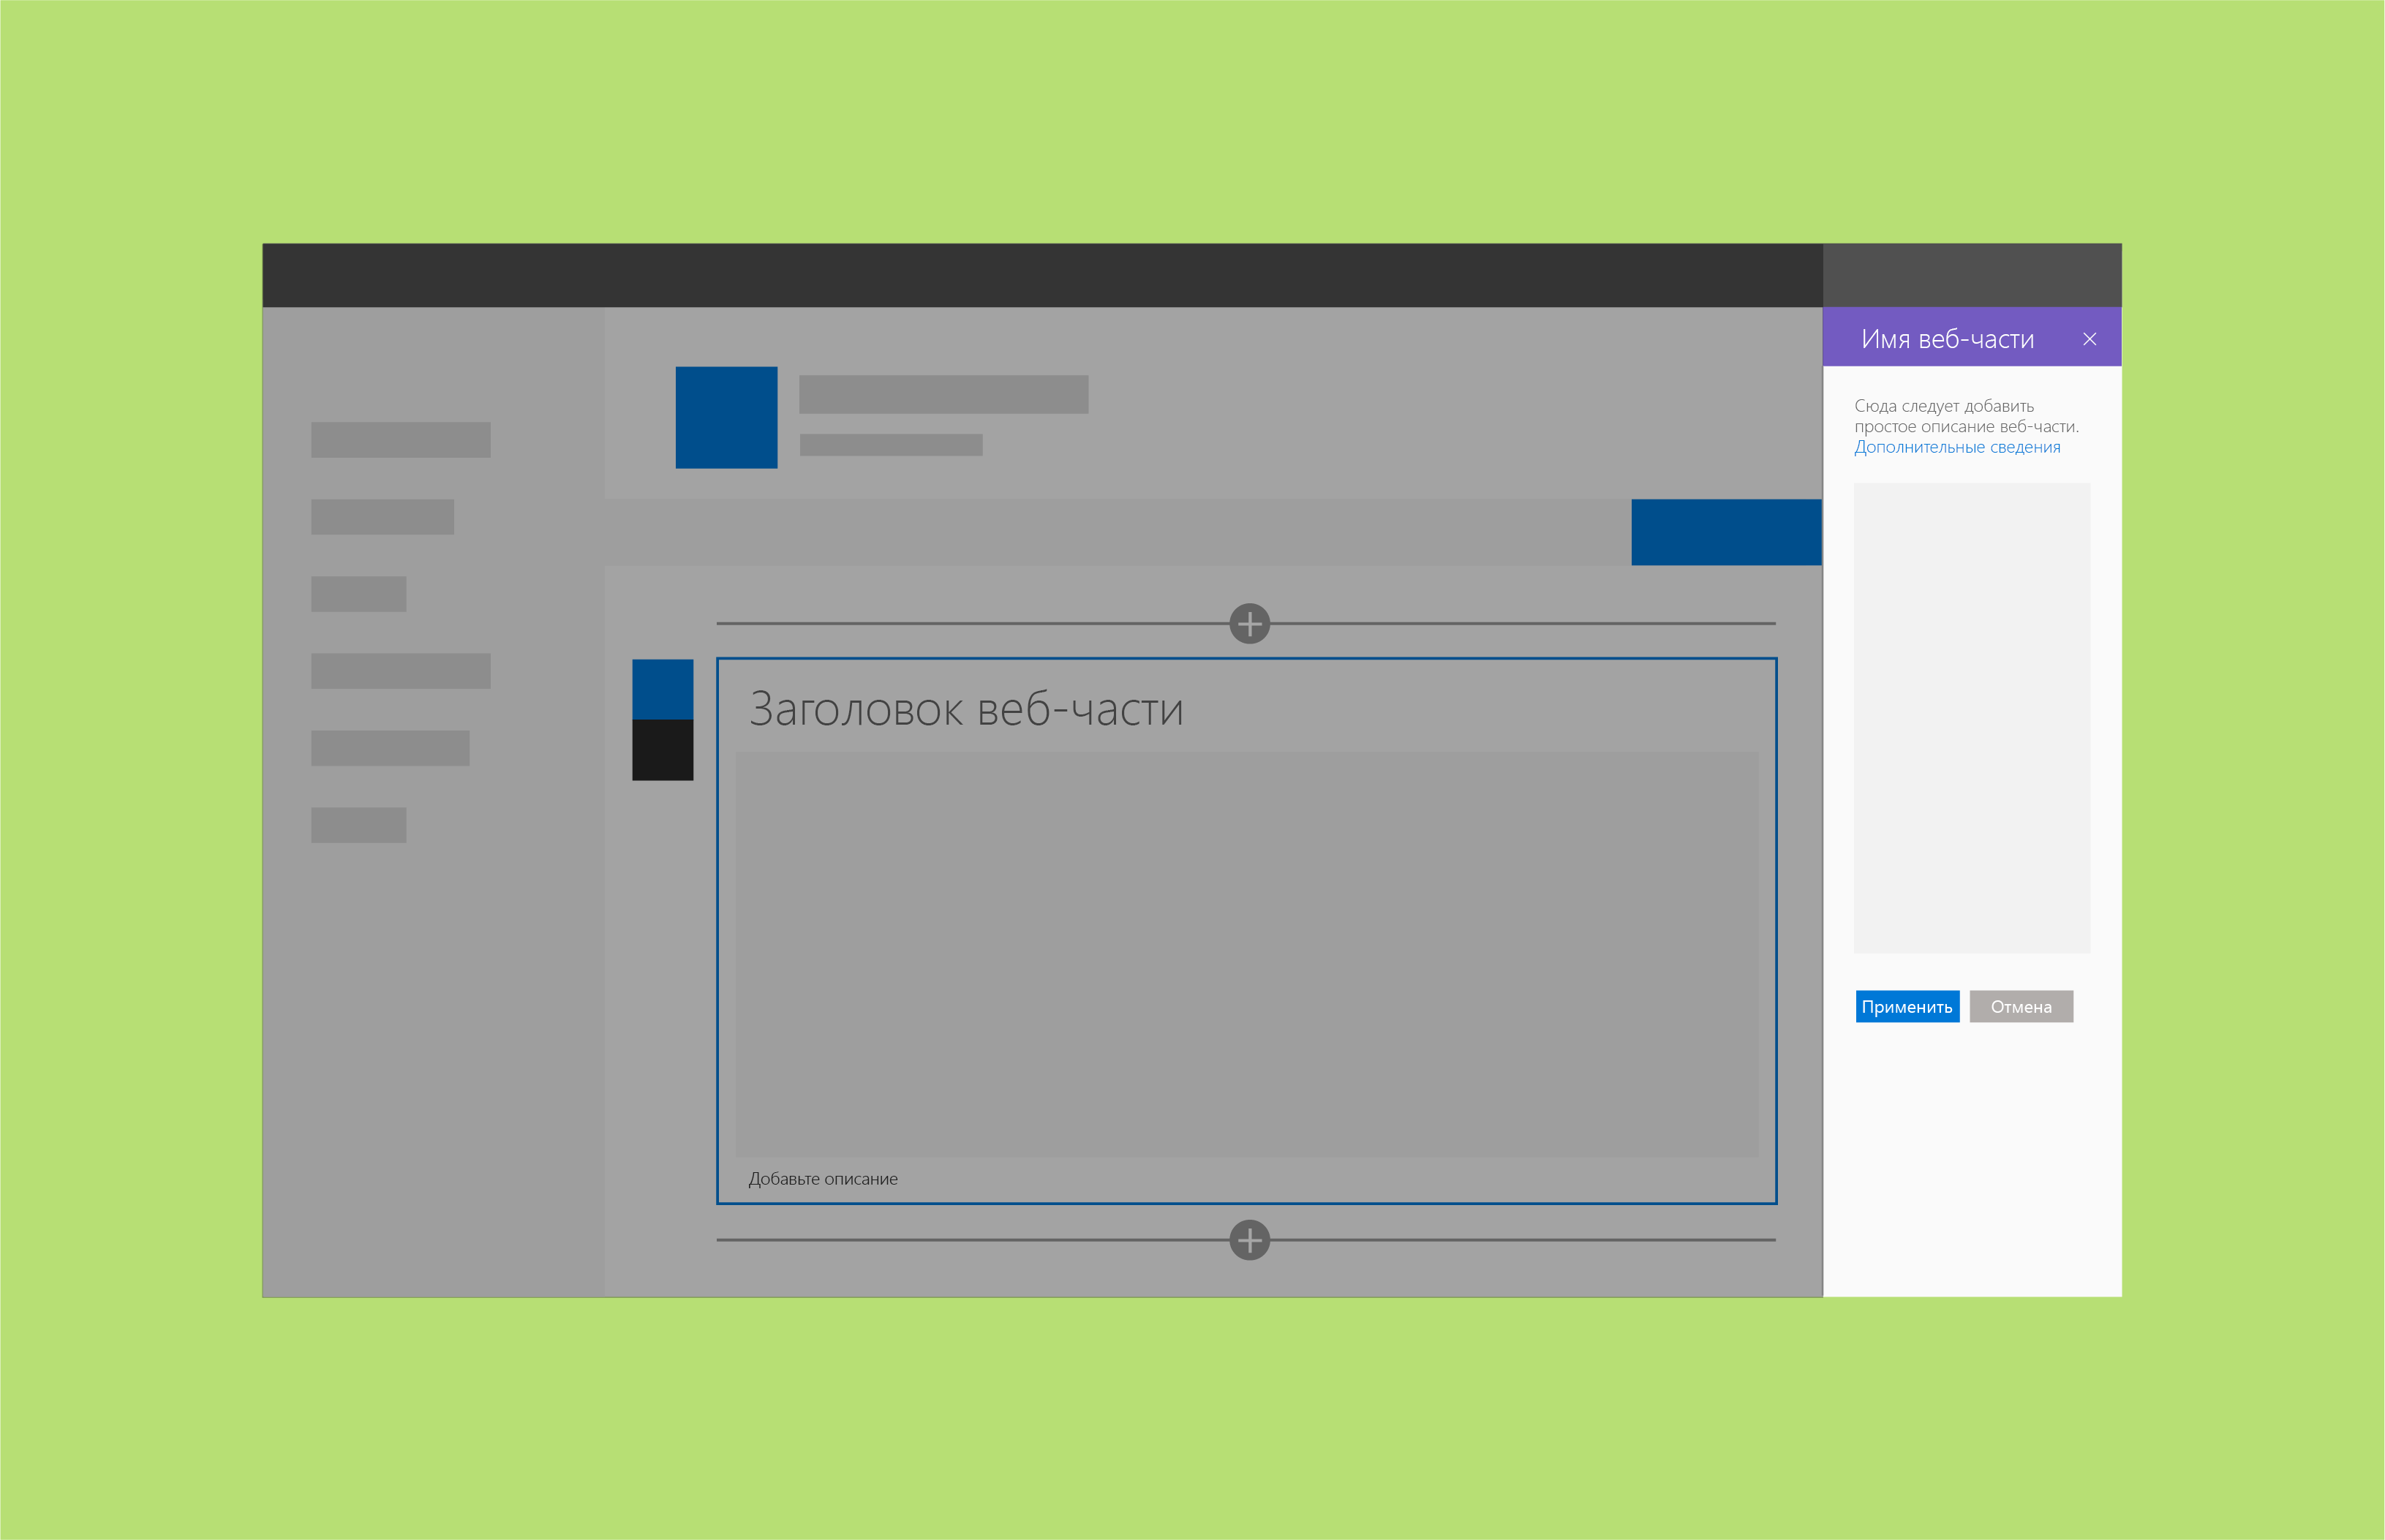 Имя веб-части
Сюда следует добавить
простое описание веб-части.
Дополнительные сведения
Заголовок веб-части
Применить
Отмена
Добавьте описание